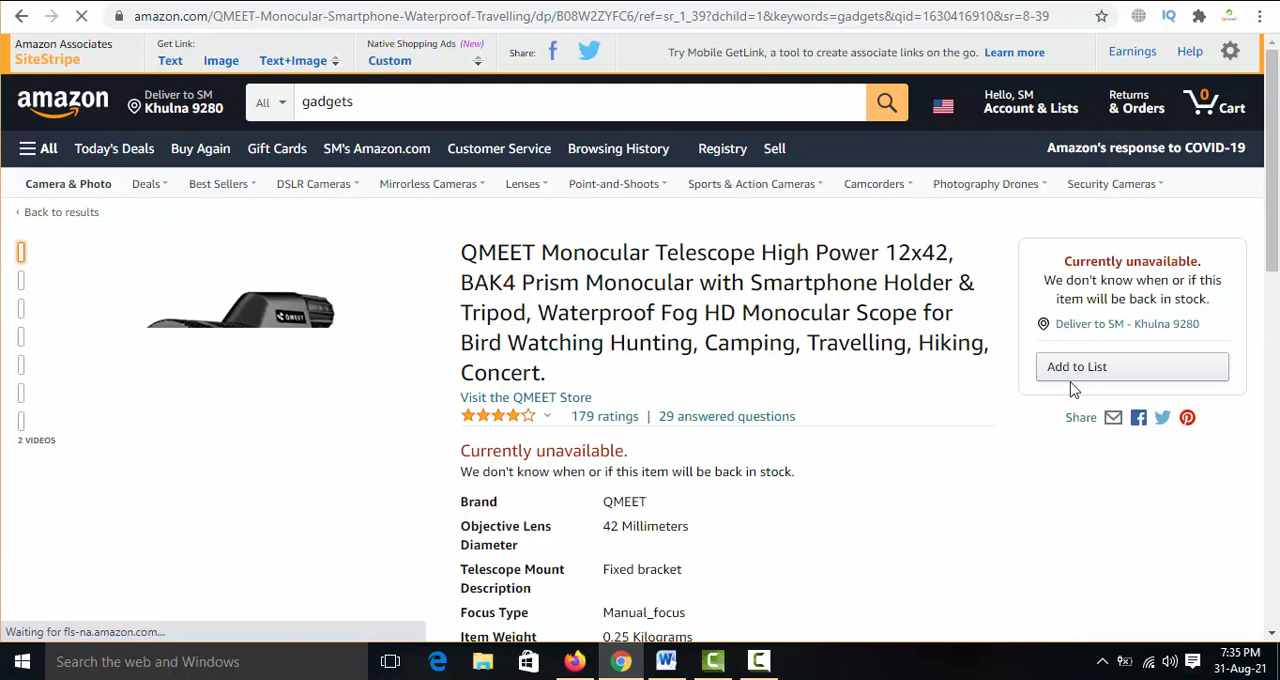 amazon.com/QMEET-Monocular-Smartphone-Waterproof-Travelling/dp/B08W2ZYFC6/ref=sr_1_39?dchild=1&keywords=gadgets&qid=1630416910&sr=8-39
IQ
Amazon Associates
SiteStripe
Get Link:
Text Image Text+Image
Native Shopping Ads (New)
Custom
Share:
Try Mobile GetLink, a tool to create associate links on the go. Learn more
Earnings Help
amazon
Deliver to SM
Khulna 9280
All gadgets
Hello, SM
Account & Lists
Returns
& Orders
0
Cart
All Today's Deals Buy Again Gift Cards SM's Amazon.com Customer Service Browsing History Registry Sell
Amazon's response to COVID-19
Camera & Photo Deals Best Sellers DSLR Cameras Mirrorless Cameras Lenses Point-and-Shoots Sports & Action Cameras Camcorders Photography Drones Security Cameras
‹ Back to results
QMEET
2 VIDEOS
QMEET Monocular Telescope High Power 12x42,
BAK4 Prism Monocular with Smartphone Holder &
Tripod, Waterproof Fog HD Monocular Scope for
Bird Watching Hunting, Camping, Travelling, Hiking,
Concert.
Visit the QMEET Store
179 ratings | 29 answered questions
Currently unavailable.
We don't know when or if this item will be back in stock.
Brand QMEET
Objective Lens 42 Millimeters
Diameter
Telescope Mount Fixed bracket
Description
Focus Type Manual_focus
Item Weight 0.25 Kilograms
Currently unavailable.
We don't know when or if this
item will be back in stock.
Deliver to SM - Khulna 9280
Add to List
Share
Waiting for fls-na.amazon.com...
Search the web and Windows
7:35 PM
31-Aug-21